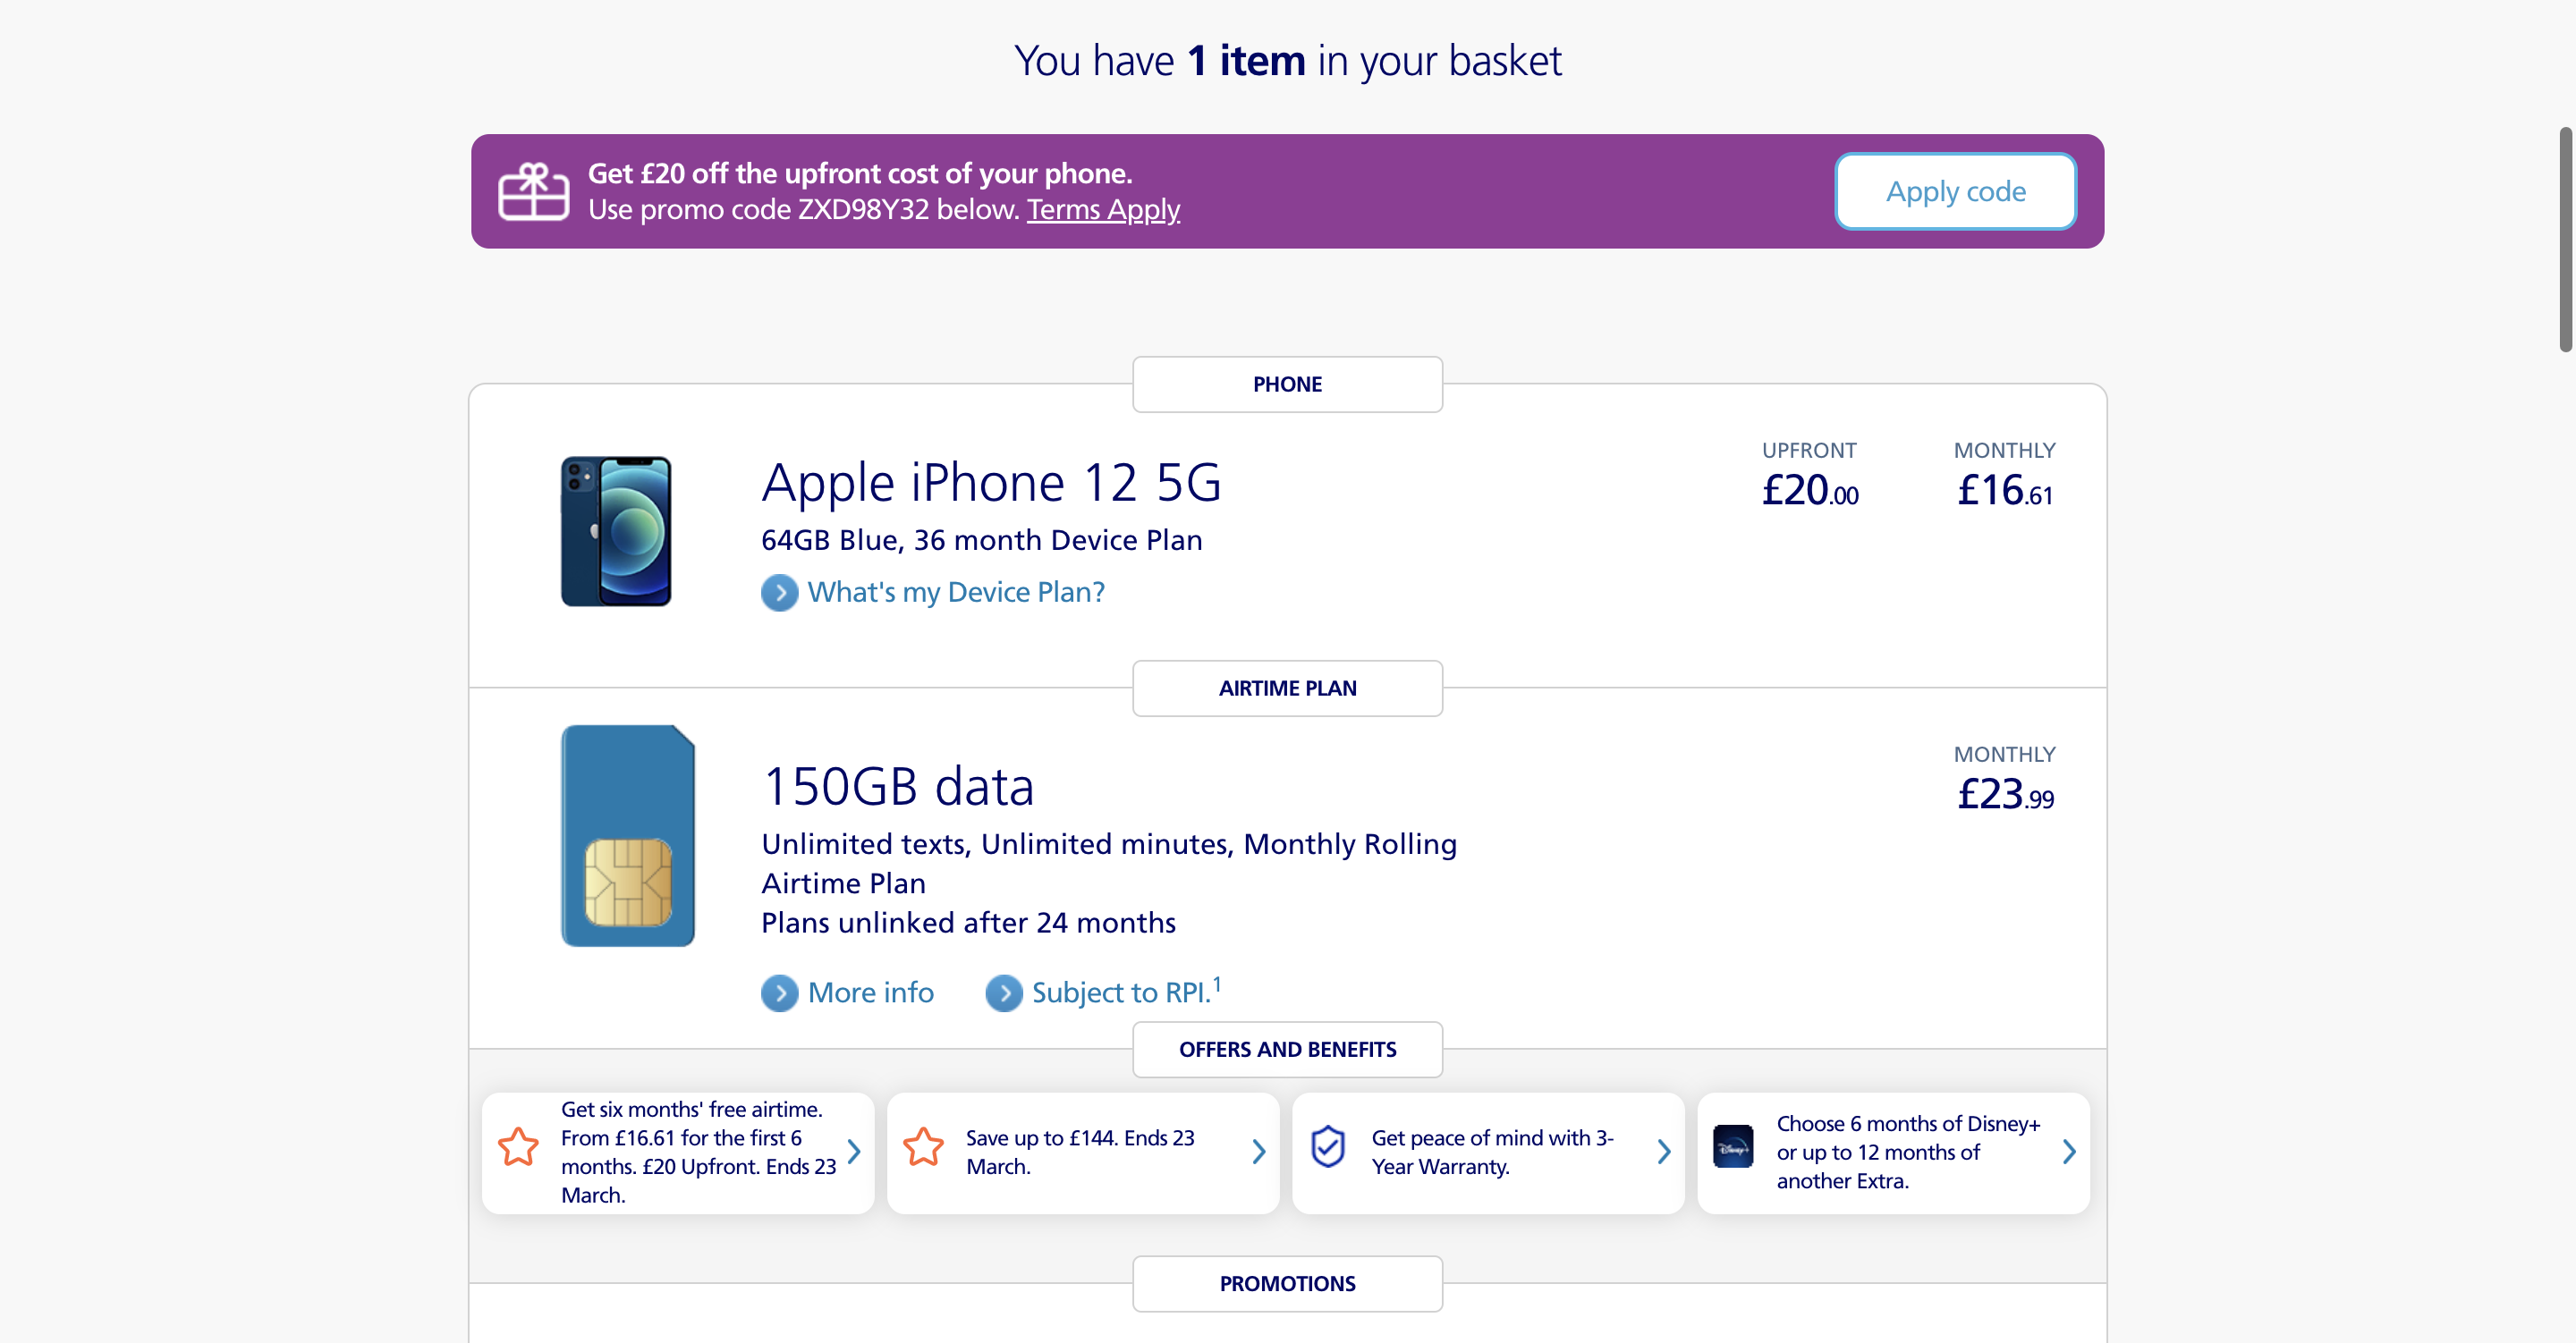 You have 1 item in your basket
Get £20 off the upfront cost of your phone.
Use promo code ZXD98Y32 below. Terms Apply
Apply code
PHONE
Apple iPhone 12 5G
64GB Blue, 36 month Device Plan
What's my Device Plan?
UPFRONT
£20.00
MONTHLY
£16.61
AIRTIME PLAN
150GB data
Unlimited texts, Unlimited minutes, Monthly Rolling
Airtime Plan
Plans unlinked after 24 months
More info
Subject to RPI.1
MONTHLY
£23.99
OFFERS AND BENEFITS
Get six months' free airtime.
From £16.61 for the first 6
months. £20 Upfront. Ends 23
March.
Save up to £144. Ends 23
March.
Get peace of mind with 3-
Year Warranty.
Disney+
Choose 6 months of Disney+
or up to 12 months of
another Extra.
PROMOTIONS